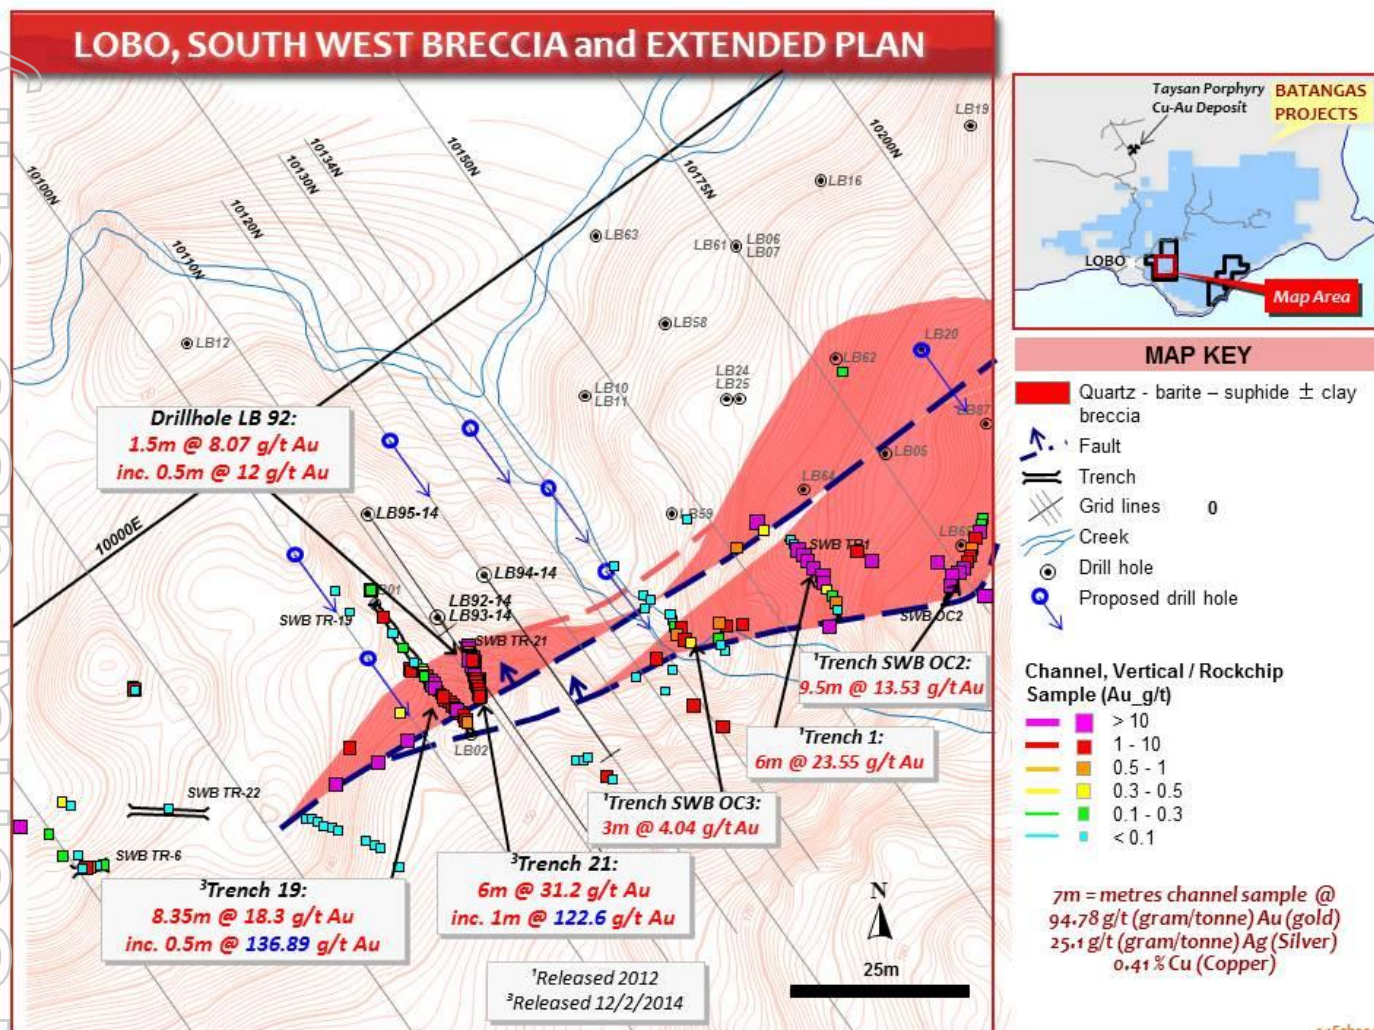 LOBO, SOUTH WEST BRECCIA and EXTENDED PLAN
10100N
10110N
10120N
10130N
10134N
10150N
10175N
10200N
10000E
LB19
LB16
LB63
LB61
LB06
LB07
LB58
LB12
LB62
LB20
LB24
LB25
LB10
LB11
LB87
LB05
LB64
LB59
LB95-14
LB94-14
LB92-14
LB93-14
LB02
SWB TR-19
SWB TR-21
SWB TR1
SWB OC2
SWB TR-22
SWB TR-6
Drillhole LB 92:
1.5m @ 8.07 g/t Au
inc. 0.5m @ 12 g/t Au
¹Trench SWB OC2:
9.5m @ 13.53 g/t Au
¹Trench 1:
6m @ 23.55 g/t Au
¹Trench SWB OC3:
3m @ 4.04 g/t Au
³Trench 21:
6m @ 31.2 g/t Au
inc. 1m @ 122.6 g/t Au
³Trench 19:
8.35m @ 18.3 g/t Au
inc. 0.5m @ 136.89 g/t Au
¹Released 2012
³Released 12/2/2014
N
25m
Taysan Porphyry
Cu-Au Deposit
BATANGAS
PROJECTS
LOBO
Map Area
MAP KEY
Quartz - barite – suphide ± clay
breccia
Fault
Trench
Grid lines 0
Creek
Drill hole
Proposed drill hole
Channel, Vertical / Rockchip
Sample (Au_g/t)
> 10
1 - 10
0.5 - 1
0.3 - 0.5
0.1 - 0.3
< 0.1
7m = metres channel sample @
94.78 g/t (gram/tonne) Au (gold)
25.1 g/t (gram/tonne) Ag (Silver)
0.41 % Cu (Copper)